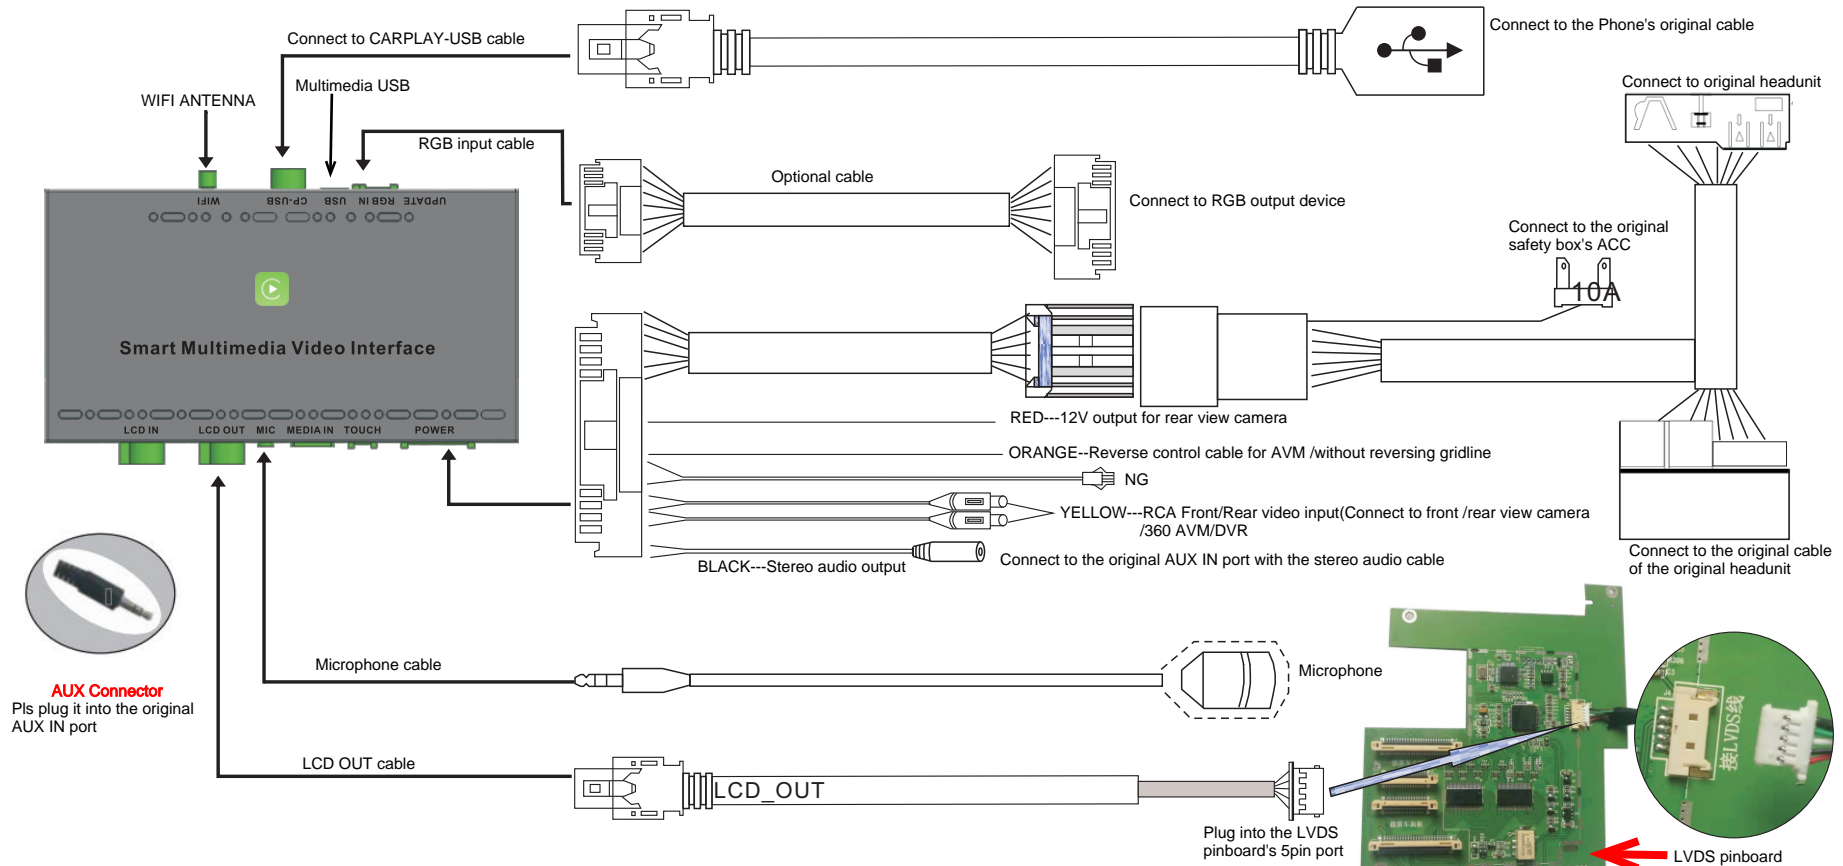 Connect to CARPLAY-USB cable
Connect to the Phone's original cable
Multimedia USB
WIFI ANTENNA
RGB input cable
Connect to original headunit
Optional cable
Connect to RGB output device
WIFI
CP-USB
USB
RGB IN
UPDATE
Connect to the original
safety box's ACC
10A
Smart Multimedia Video Interface
LCD IN
LCD OUT
MIC
MEDIA IN
TOUCH
POWER
RED---12V output for rear view camera
ORANGE--Reverse control cable for AVM /without reversing gridline
NG
YELLOW---RCA Front/Rear video input(Connect to front /rear view camera
/360 AVM/DVR
BLACK---Stereo audio output
Connect to the original AUX IN port with the stereo audio cable
Connect to the original cable
of the original headunit
AUX Connector
Pls plug it into the original
AUX IN port
Microphone cable
Microphone
接LVDS线
LCD OUT cable
LCD_OUT
Plug into the LVDS
pinboard's 5pin port
LVDS pinboard